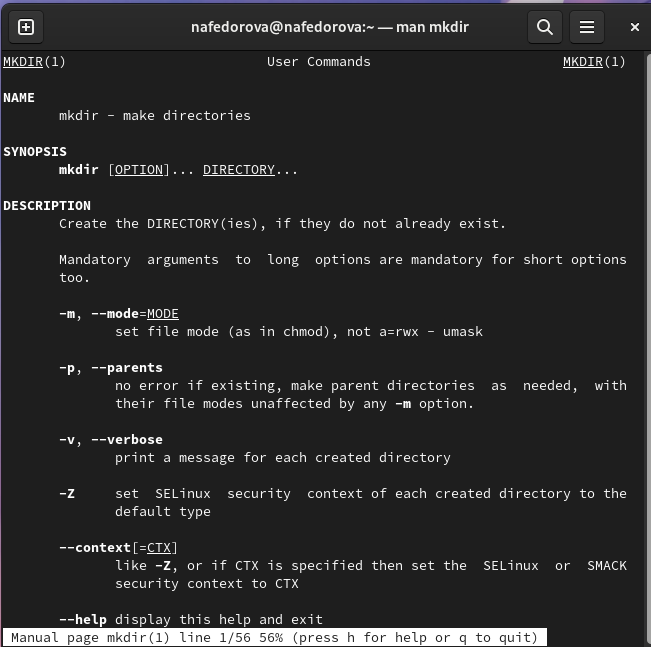 nafedorova@nafedorova:~ — man mkdir
MKDIR(1) User Commands MKDIR(1)
NAME
mkdir - make directories
SYNOPSIS
mkdir [OPTION]... DIRECTORY...
DESCRIPTION
Create the DIRECTORY(ies), if they do not already exist.
Mandatory arguments to long options are mandatory for short options
too.
-m, --mode=MODE
set file mode (as in chmod), not a=rwx - umask
-p, --parents
no error if existing, make parent directories as needed, with
their file modes unaffected by any -m option.
-v, --verbose
print a message for each created directory
-Z set SELinux security context of each created directory to the
default type
--context[=CTX]
like -Z, or if CTX is specified then set the SELinux or SMACK
security context to CTX
--help display this help and exit
Manual page mkdir(1) line 1/56 56% (press h for help or q to quit)